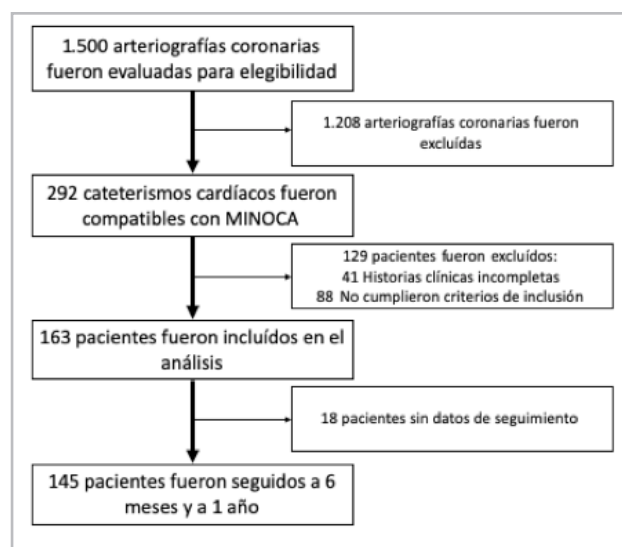 1.500 arteriografías coronarias
fueron evaluadas para elegibilidad
1.208 arteriografías coronarias fueron
excluídas
292 cateterismos cardíacos fueron
compatibles con MINOCA
129 pacientes fueron excluídos:
41 Historias clínicas incompletas
88 No cumplieron criterios de inclusión
163 pacientes fueron incluídos en el
análisis
18 pacientes sin datos de seguimiento
145 pacientes fueron seguidos a 6
meses y a 1 año